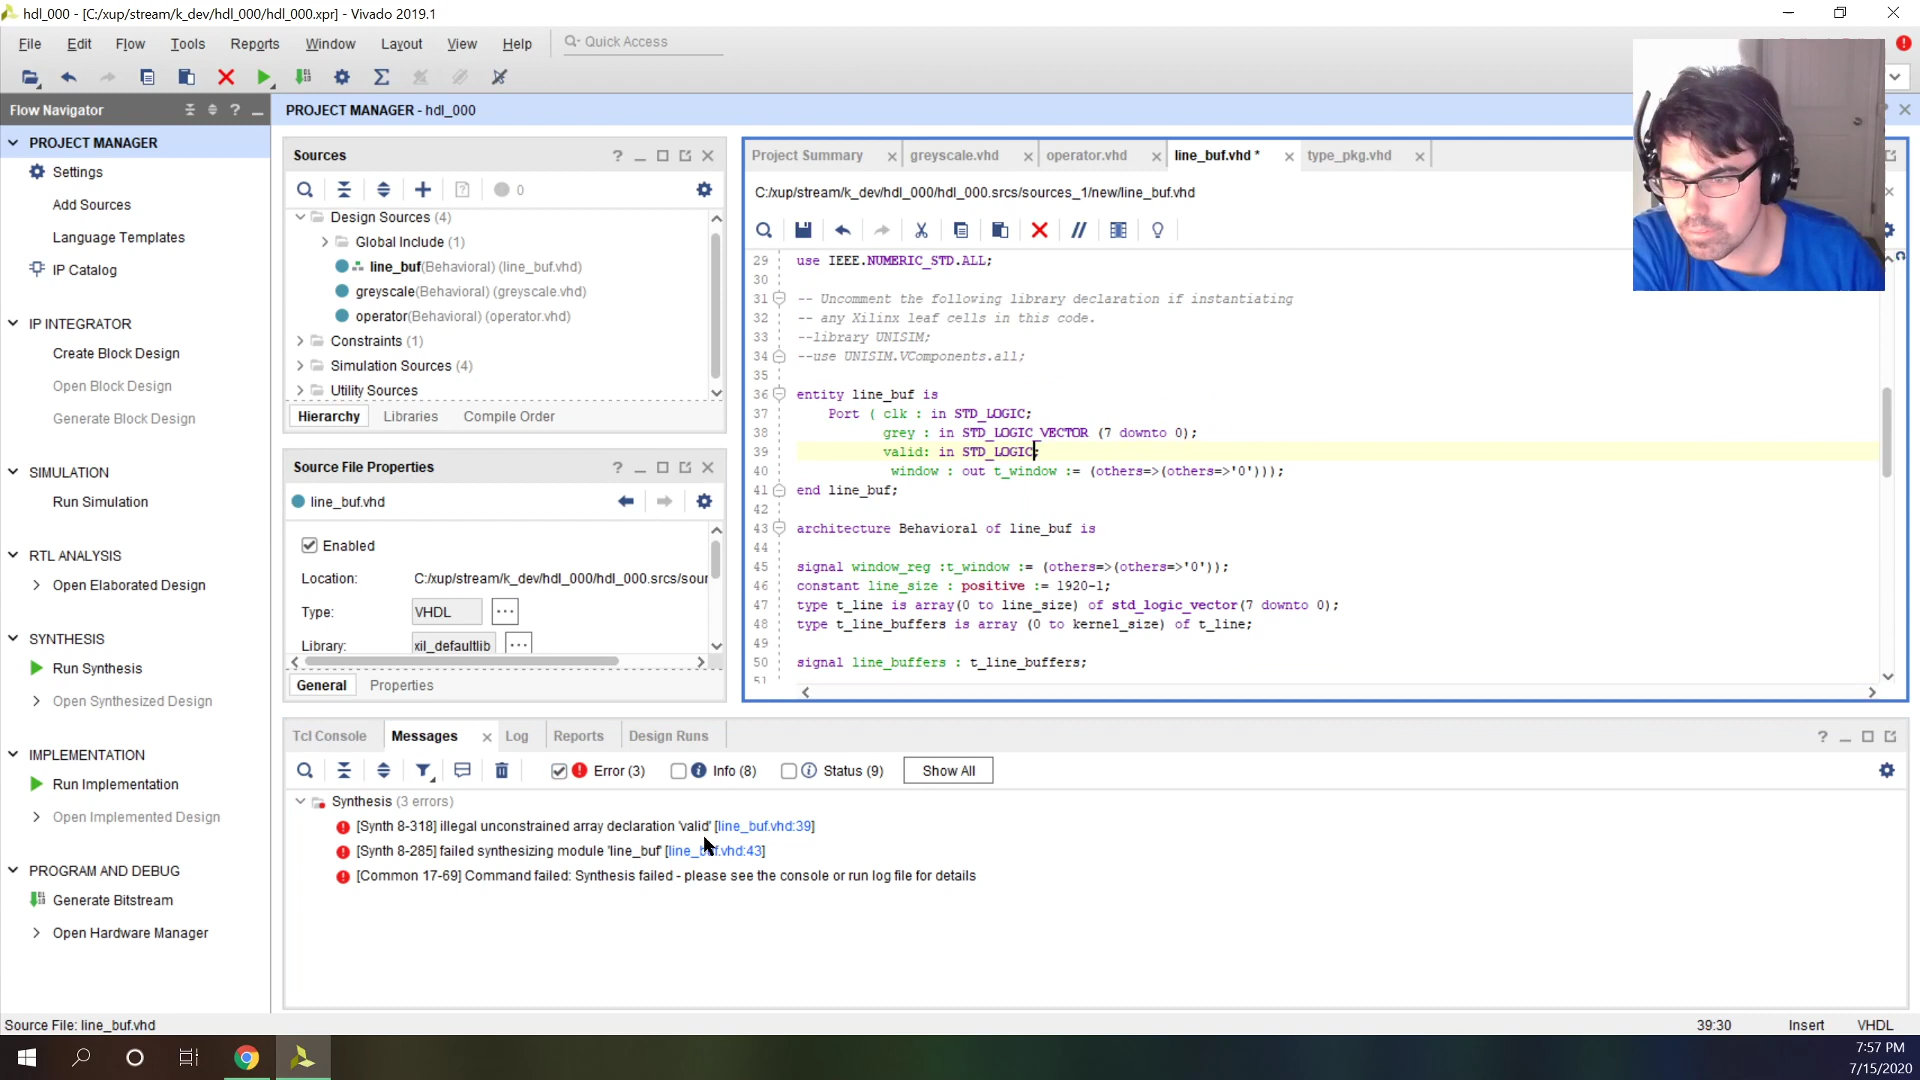 hdl_000 - [C:/xup/stream/k_dev/hdl_000/hdl_000.xpr] - Vivado 2019.1
File Edit Flow Tools Reports Window Layout View Help Quick Access
Flow Navigator
PROJECT MANAGER - hdl_000
PROJECT MANAGER
Settings
Add Sources
Language Templates
IP Catalog
IP INTEGRATOR
Create Block Design
Open Block Design
Generate Block Design
SIMULATION
Run Simulation
RTL ANALYSIS
Open Elaborated Design
SYNTHESIS
Run Synthesis
Open Synthesized Design
IMPLEMENTATION
Run Implementation
Open Implemented Design
PROGRAM AND DEBUG
Generate Bitstream
Open Hardware Manager
Sources
0
Design Sources (4)
Global Include (1)
line_buf(Behavioral) (line_buf.vhd)
greyscale(Behavioral) (greyscale.vhd)
operator(Behavioral) (operator.vhd)
Constraints (1)
Simulation Sources (4)
Utility Sources
Hierarchy Libraries Compile Order
Source File Properties
line_buf.vhd
Enabled
Location: C:/xup/stream/k_dev/hdl_000/hdl_000.srcs/sour
Type: VHDL
Library: xil_defaultlib
General Properties
Project Summary greyscale.vhd operator.vhd line_buf.vhd * type_pkg.vhd
C:/xup/stream/k_dev/hdl_000/hdl_000.srcs/sources_1/new/line_buf.vhd
29 use IEEE.NUMERIC_STD.ALL;
30
31 -- Uncomment the following library declaration if instantiating
32 -- any Xilinx leaf cells in this code.
33 --library UNISIM;
34 --use UNISIM.VComponents.all;
35
36 entity line_buf is
37 Port ( clk : in STD_LOGIC;
38 grey : in STD_LOGIC_VECTOR (7 downto 0);
39 valid: in STD_LOGIC;
40 window : out t_window := (others=>(others=>'0')));
41 end line_buf;
42
43 architecture Behavioral of line_buf is
44
45 signal window_reg :t_window := (others=>(others=>'0'));
46 constant line_size : positive := 1920-1;
47 type t_line is array(0 to line_size) of std_logic_vector(7 downto 0);
48 type t_line_buffers is array (0 to kernel_size) of t_line;
49
50 signal line_buffers : t_line_buffers;
51
Tcl Console Messages Log Reports Design Runs
Error (3) Info (8) Status (9) Show All
Synthesis (3 errors)
[Synth 8-318] illegal unconstrained array declaration 'valid' [line_buf.vhd:39]
[Synth 8-285] failed synthesizing module 'line_buf' [line_buf.vhd:43]
[Common 17-69] Command failed: Synthesis failed - please see the console or run log file for details
Source File: line_buf.vhd 39:30 Insert VHDL
7:57 PM
7/15/2020